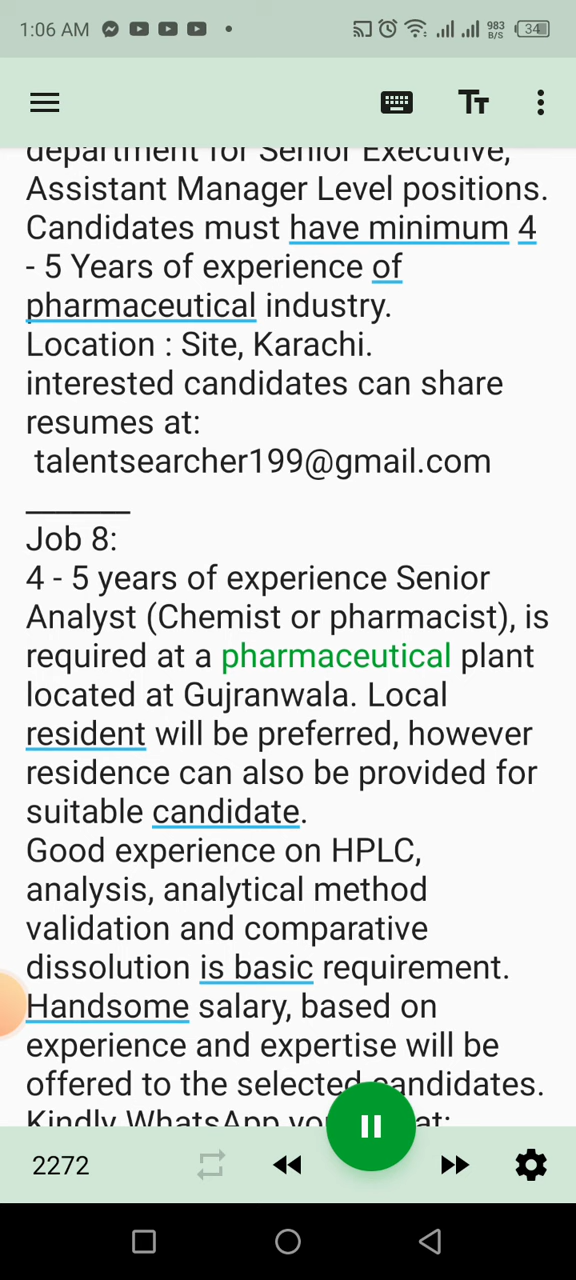 1:06 AM
983
B/S
34
department for Senior Executive,
Assistant Manager Level positions.
Candidates must have minimum 4
- 5 Years of experience of
pharmaceutical industry.
Location : Site, Karachi.
interested candidates can share
resumes at:
talentsearcher199@gmail.com
_______
Job 8:
4 - 5 years of experience Senior
Analyst (Chemist or pharmacist), is
required at a pharmaceutical plant
located at Gujranwala. Local
resident will be preferred, however
residence can also be provided for
suitable candidate.
Good experience on HPLC,
analysis, analytical method
validation and comparative
dissolution is basic requirement.
Handsome salary, based on
experience and expertise will be
offered to the selected candidates.
Kindly WhatsApp at:
2272